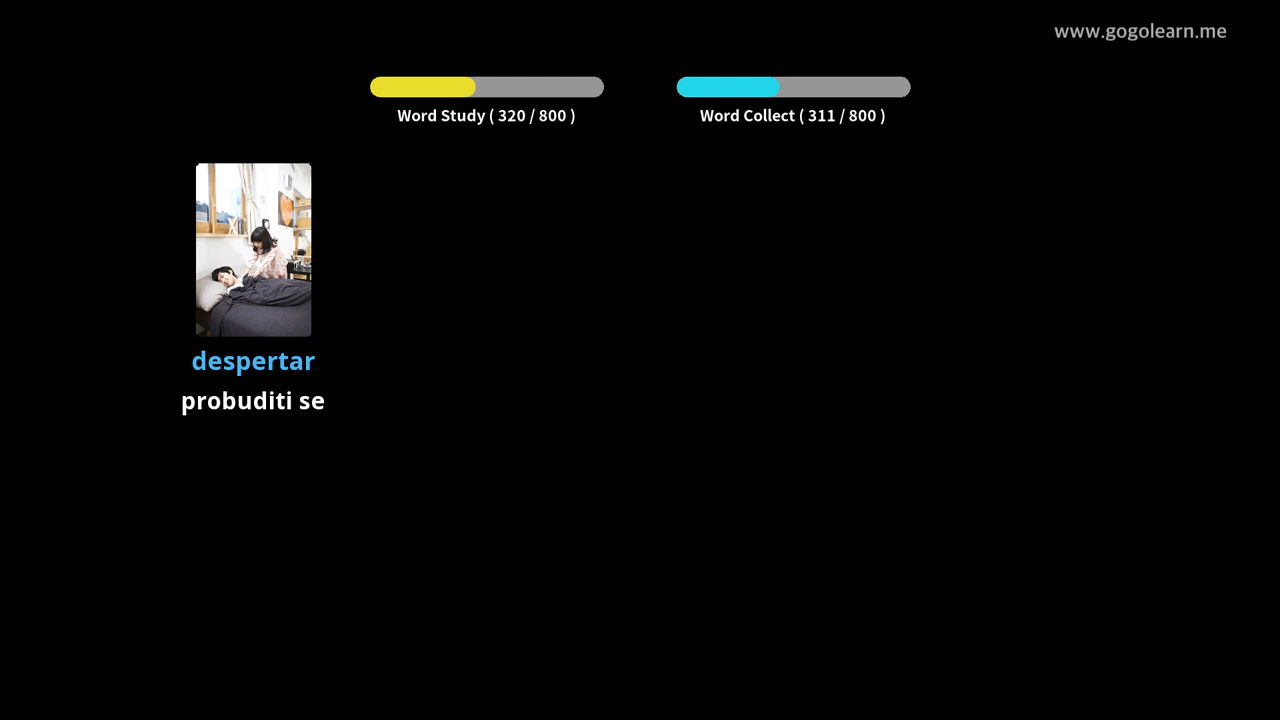 www.gogolearn.me
Word Study ( 320 / 800 )
Word Collect ( 311 / 800 )
despertar
probuditi se